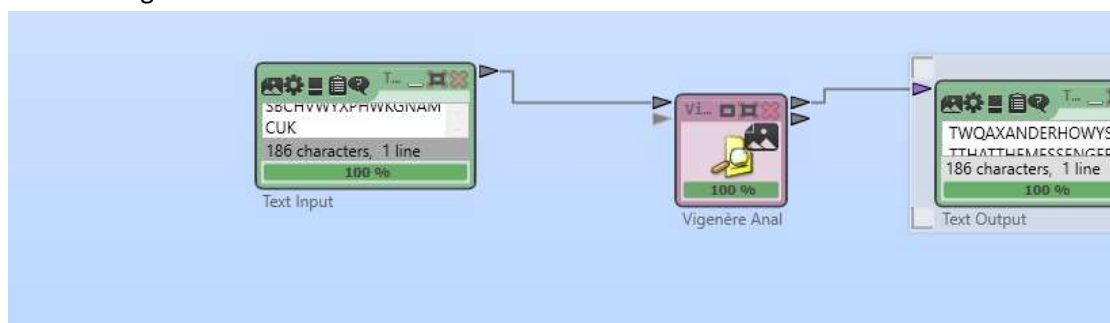 T...
SBCHVWYXPHWKGNAM
CUK
186 characters, 1 line
100 %
Text Input
Vi...
100 %
Vigenère Anal
T...
TWQAXANDERHOWYS
TTHATTHEMESSENGEE
186 characters, 1 line
100 %
Text Output